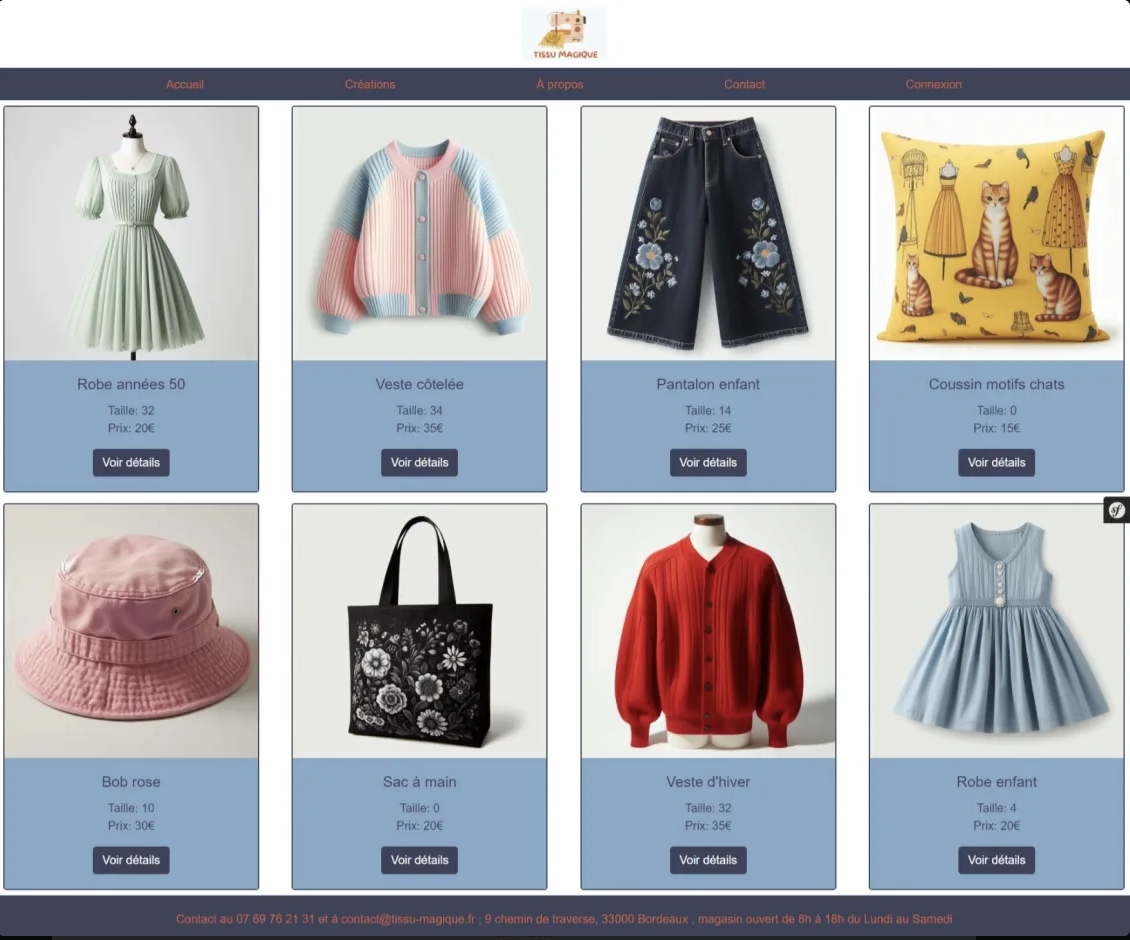 TISSU MAGIQUE
Accueil Créations À propos Contact Connexion
Robe années 50
Taille: 32
Prix: 20€
Voir détails
Veste côtelée
Taille: 34
Prix: 35€
Voir détails
Pantalon enfant
Taille: 14
Prix: 25€
Voir détails
Coussin motifs chats
Taille: 0
Prix: 15€
Voir détails
sf
Bob rose
Taille: 10
Prix: 30€
Voir détails
Sac à main
Taille: 0
Prix: 20€
Voir détails
Veste d'hiver
Taille: 32
Prix: 35€
Voir détails
Robe enfant
Taille: 4
Prix: 20€
Voir détails
Contact au 07 69 76 21 31 et à contact@tissu-magique.fr ; 9 chemin de traverse, 33000 Bordeaux , magasin ouvert de 8h à 18h du Lundi au Samedi